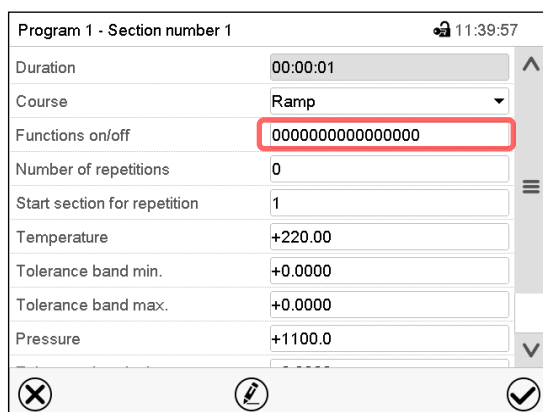 Program 1 - Section number 1 11:39:57
Duration 00:00:01
Course Ramp
Functions on/off 0000000000000000
Number of repetitions 0
Start section for repetition 1
Temperature +220.00
Tolerance band min. +0.0000
Tolerance band max. +0.0000
Pressure +1100.0